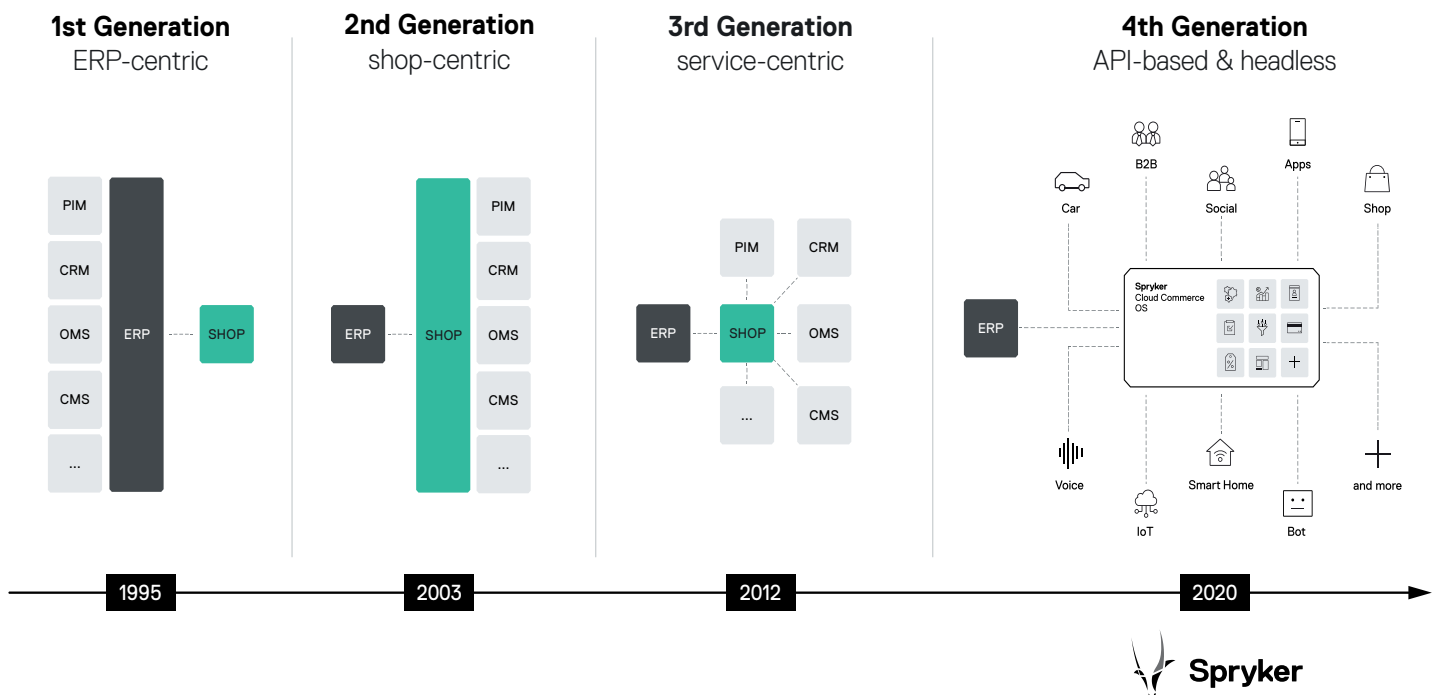 1st Generation
ERP-centric
PIM
CRM
OMS
CMS
...
ERP
SHOP
2nd Generation
shop-centric
ERP
SHOP
PIM
CRM
OMS
CMS
...
3rd Generation
service-centric
PIM
CRM
ERP
SHOP
OMS
...
CMS
4th Generation
API-based & headless
B2B
Apps
Car
Social
Shop
ERP
Spryker
Cloud Commerce
OS
%
Voice
Smart Home
and more
IoT
Bot
1995
2003
2012
2020
Spryker